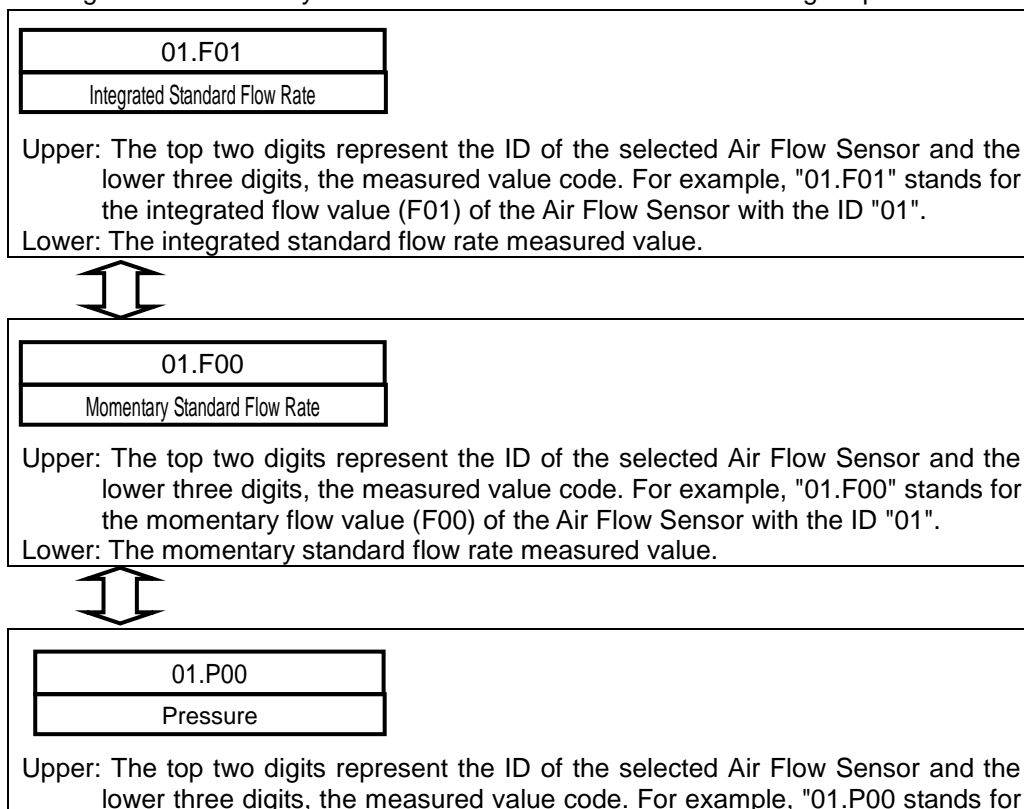 01.F01
Integrated Standard Flow Rate
Upper: The top two digits represent the ID of the selected Air Flow Sensor and the
lower three digits, the measured value code. For example, "01.F01" stands for
the integrated flow value (F01) of the Air Flow Sensor with the ID "01".
Lower: The integrated standard flow rate measured value.
01.F00
Momentary Standard Flow Rate
Upper: The top two digits represent the ID of the selected Air Flow Sensor and the
lower three digits, the measured value code. For example, "01.F00" stands for
the momentary flow value (F00) of the Air Flow Sensor with the ID "01".
Lower: The momentary standard flow rate measured value.
01.P00
Pressure
Upper: The top two digits represent the ID of the selected Air Flow Sensor and the
lower three digits, the measured value code. For example, "01.P00 stands for